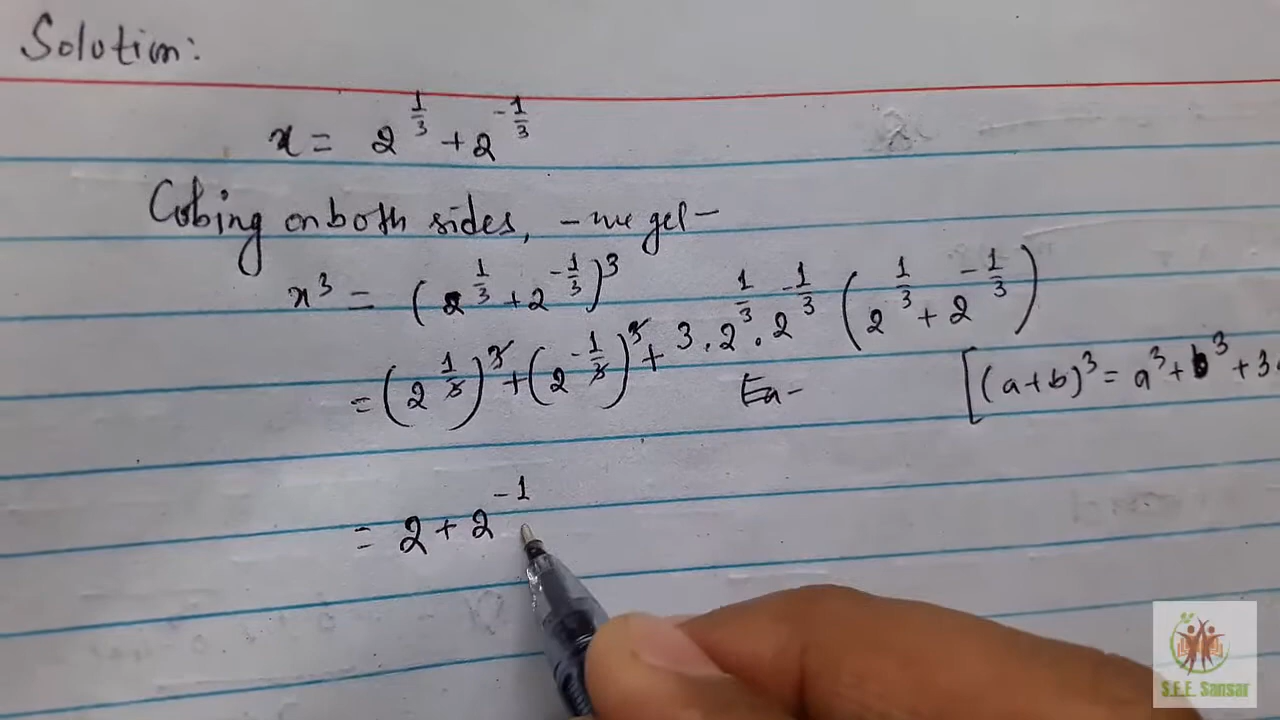 Solution:
x = 2^{1/3} + 2^{-1/3}
Cubing on both sides, we get
x³ = (2^{1/3} + 2^{-1/3})³
= (2^{1/3})³ + (2^{-1/3})³ + 3 . 2^{1/3} . 2^{-1/3} (2^{1/3} + 2^{-1/3})
[(a+b)³ = a³ + b³ + 3
= 2 + 2^{-1}
S.E.E. Sansar